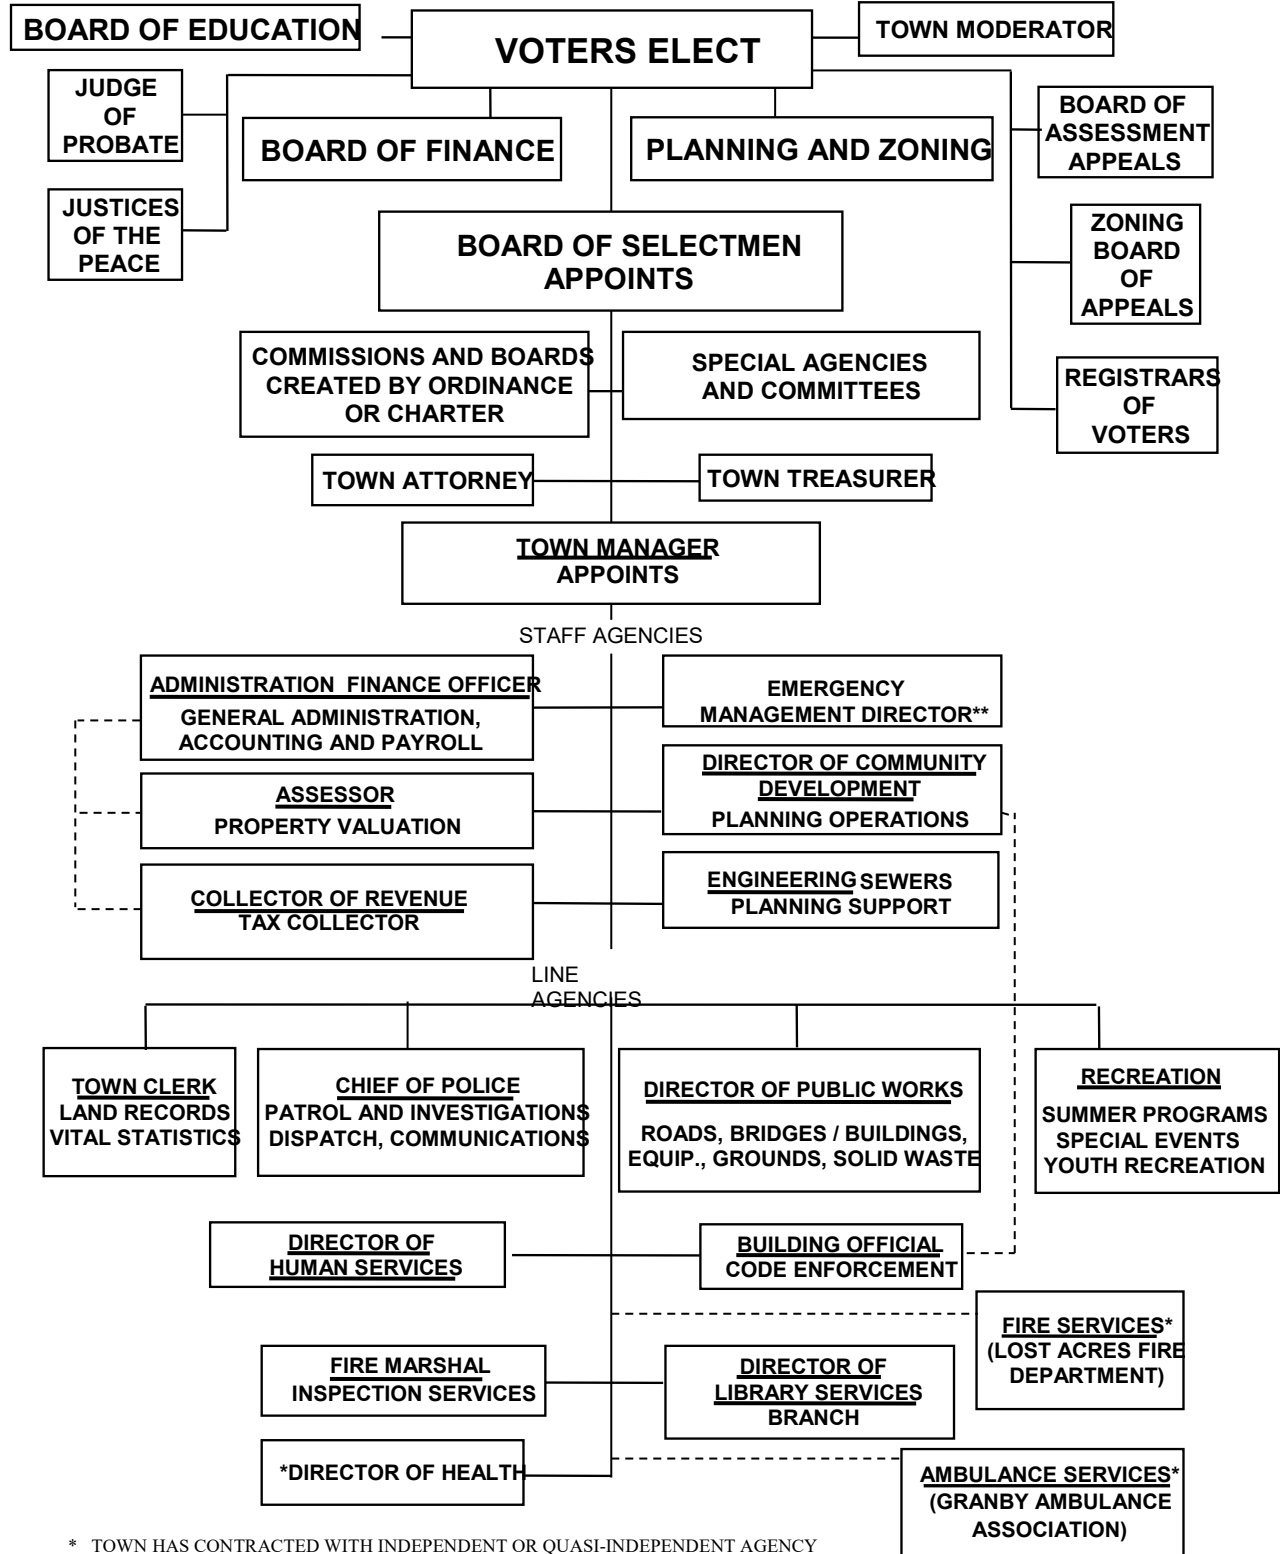 BOARD OF EDUCATION
VOTERS ELECT
TOWN MODERATOR
JUDGE
OF
PROBATE
BOARD OF FINANCE
PLANNING AND ZONING
BOARD OF
ASSESSMENT
APPEALS
JUSTICES
OF THE
PEACE
BOARD OF SELECTMEN
APPOINTS
ZONING
BOARD
OF
APPEALS
COMMISSIONS AND BOARDS
CREATED BY ORDINANCE
OR CHARTER
SPECIAL AGENCIES
AND COMMITTEES
REGISTRARS
OF
VOTERS
TOWN ATTORNEY
TOWN TREASURER
TOWN MANAGER
APPOINTS
STAFF AGENCIES
ADMINISTRATION FINANCE OFFICER
GENERAL ADMINISTRATION,
ACCOUNTING AND PAYROLL
EMERGENCY
MANAGEMENT DIRECTOR**
ASSESSOR
PROPERTY VALUATION
DIRECTOR OF COMMUNITY
DEVELOPMENT
PLANNING OPERATIONS
COLLECTOR OF REVENUE
TAX COLLECTOR
ENGINEERING SEWERS
PLANNING SUPPORT
LINE
AGENCIES
TOWN CLERK
LAND RECORDS
VITAL STATISTICS
CHIEF OF POLICE
PATROL AND INVESTIGATIONS
DISPATCH, COMMUNICATIONS
DIRECTOR OF PUBLIC WORKS
ROADS, BRIDGES / BUILDINGS,
EQUIP., GROUNDS, SOLID WASTE
RECREATION
SUMMER PROGRAMS
SPECIAL EVENTS
YOUTH RECREATION
DIRECTOR OF
HUMAN SERVICES
BUILDING OFFICIAL
CODE ENFORCEMENT
FIRE SERVICES*
(LOST ACRES FIRE
DEPARTMENT)
FIRE MARSHAL
INSPECTION SERVICES
DIRECTOR OF
LIBRARY SERVICES
BRANCH
*DIRECTOR OF HEALTH
AMBULANCE SERVICES*
(GRANBY AMBULANCE
ASSOCIATION)
* TOWN HAS CONTRACTED WITH INDEPENDENT OR QUASI-INDEPENDENT AGENCY